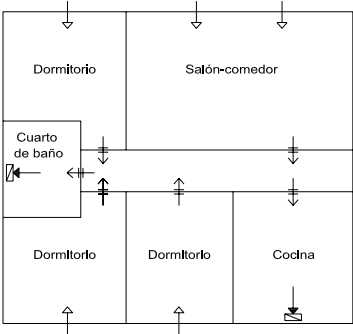 Dormitorio
Salón-comedor
Cuarto
de baño
Dormitorio
Dormitorio
Cocina